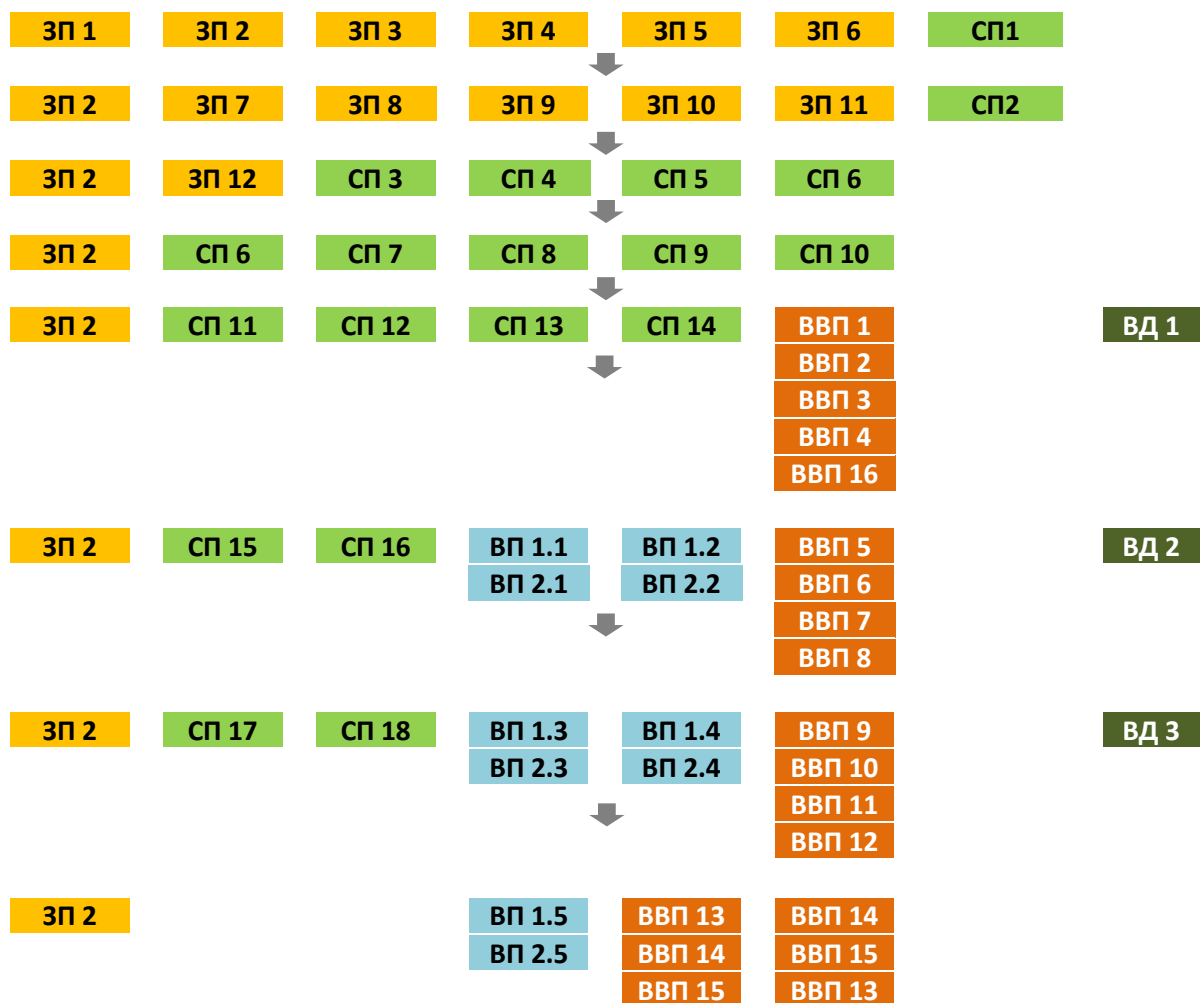 ЗП 1 ЗП 2 ЗП 3 ЗП 4 ЗП 5 ЗП 6 СП1
ЗП 2 ЗП 7 ЗП 8 ЗП 9 ЗП 10 ЗП 11 СП2
ЗП 2 ЗП 12 СП 3 СП 4 СП 5 СП 6
ЗП 2 СП 6 СП 7 СП 8 СП 9 СП 10
ЗП 2 СП 11 СП 12 СП 13 СП 14 ВВП 1 ВД 1
ВВП 2
ВВП 3
ВВП 4
ВВП 16
ЗП 2 СП 15 СП 16 ВП 1.1 ВП 1.2 ВВП 5 ВД 2
ВП 2.1 ВП 2.2 ВВП 6
ВВП 7
ВВП 8
ЗП 2 СП 17 СП 18 ВП 1.3 ВП 1.4 ВВП 9 ВД 3
ВП 2.3 ВП 2.4 ВВП 10
ВВП 11
ВВП 12
ЗП 2 ВП 1.5 ВВП 13 ВВП 14
ВП 2.5 ВВП 14 ВВП 15
ВВП 15 ВВП 13